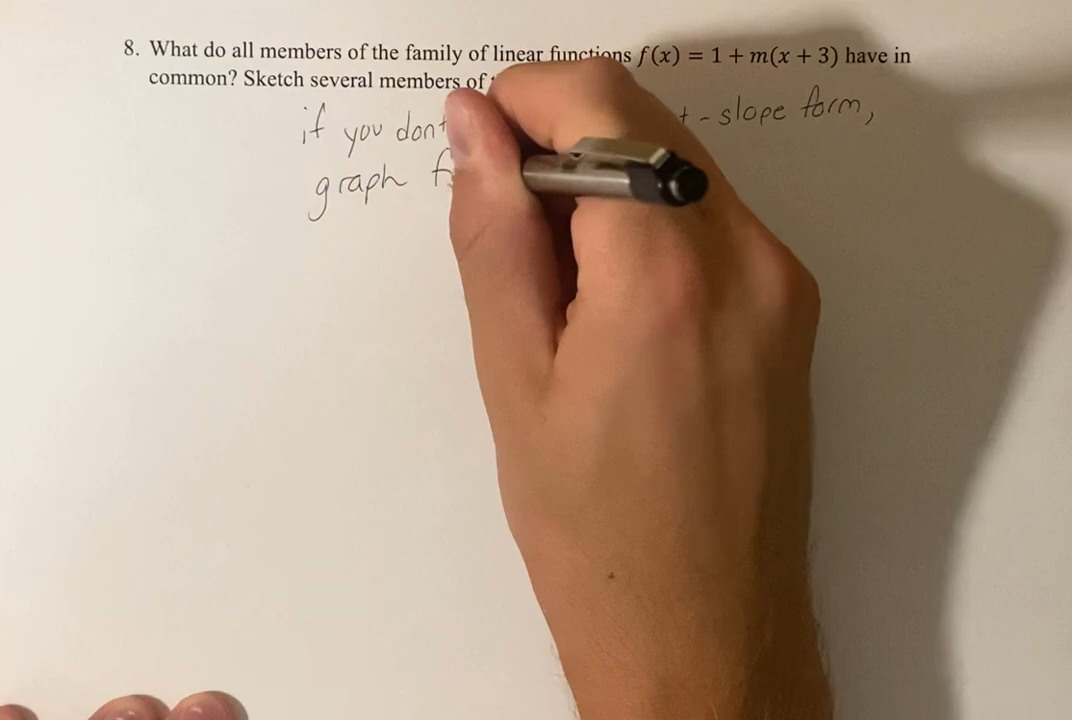 8. What do all members of the family of linear functions f(x) = 1 + m(x + 3) have in
common? Sketch several members of
if you dont - slope form,
graph